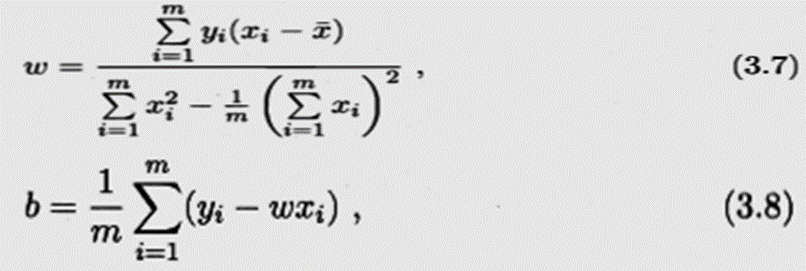 w = \frac{\sum_{i=1}^{m} y_i(x_i - \bar{x})}{\sum_{i=1}^{m} x_i^2 - \frac{1}{m} \left( \sum_{i=1}^{m} x_i \right)^2} , (3.7)
b = \frac{1}{m} \sum_{i=1}^{m} (y_i - wx_i) , (3.8)